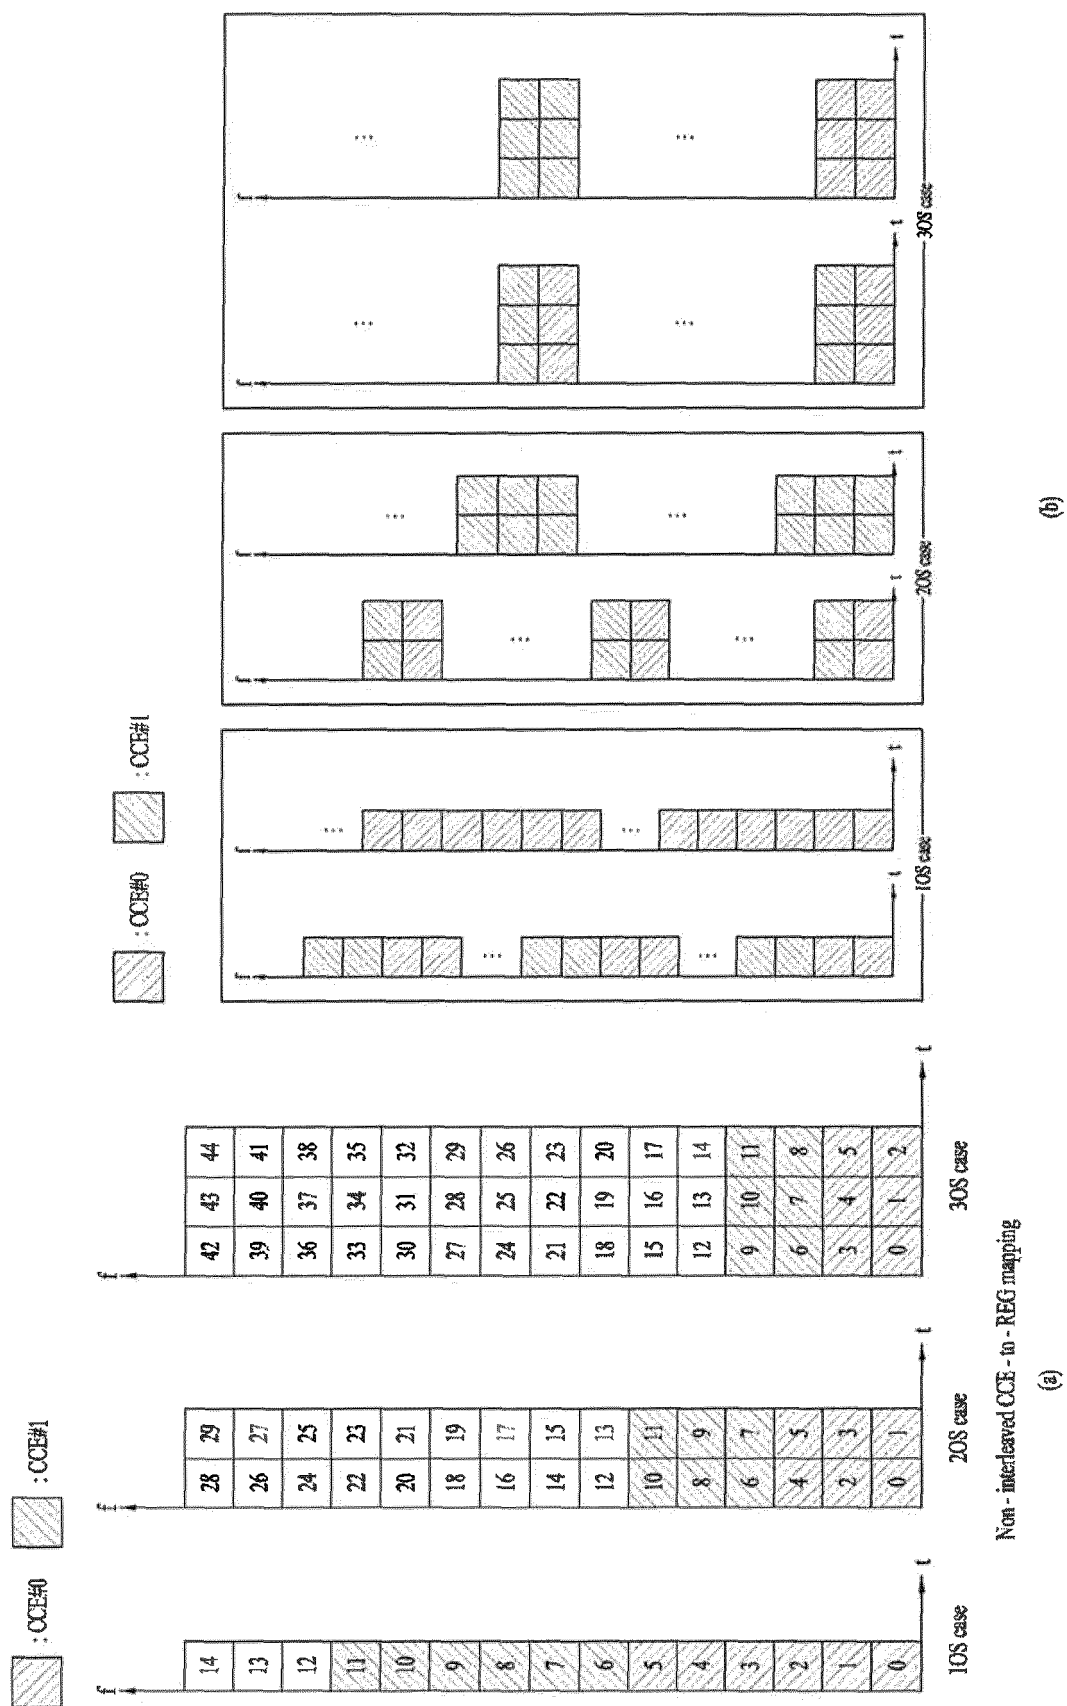 : CCE#0
: CCE#1
f
14
13
12
11
10
9
8
7
6
5
4
3
2
1
0
t
1OS case
f
28 29
26 27
24 25
22 23
20 21
18 19
16 17
14 15
12 13
10 11
8 9
6 7
4 5
2 3
0 1
t
2OS case
f
42 43 44
39 40 41
36 37 38
33 34 35
30 31 32
27 28 29
24 25 26
21 22 23
18 19 20
15 16 17
12 13 14
9 10 11
6 7 8
3 4 5
0 1 2
t
3OS case
Non - interleaved CCE - to - REG mapping
(a)
: CCE#0
: CCE#1
f
...
...
t
f
...
...
t
1OS case
f
...
...
t
f
...
...
t
2OS case
f
...
...
t
f
...
...
t
3OS case
(b)